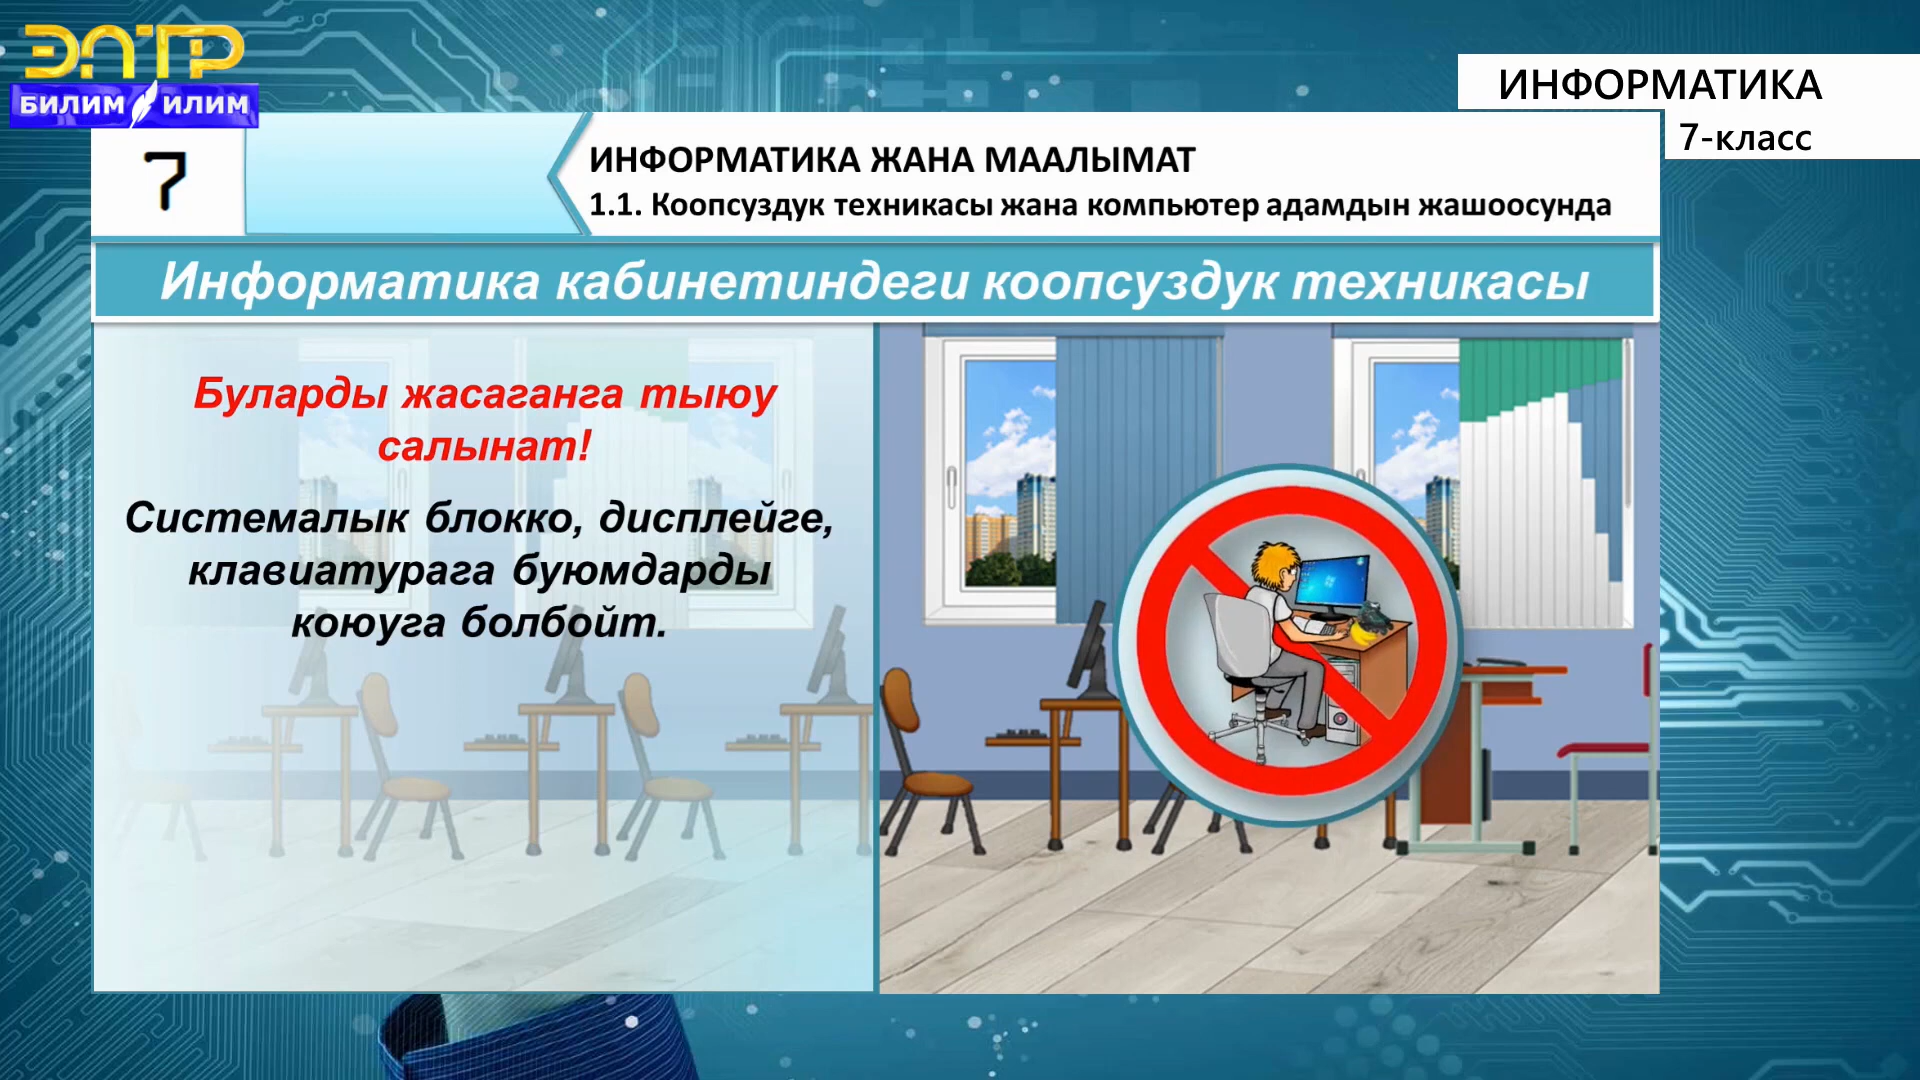 ЭЛТР
БИЛИМ ИЛИМ
ИНФОРМАТИКА
7-класс
7
ИНФОРМАТИКА ЖАНА МААЛЫМАТ
1.1. Коопсуздук техникасы жана компьютер адамдын жашоосунда
Информатика кабинетиндеги коопсуздук техникасы
Буларды жасаганга тыюу
салынат!
Системалык блокко, дисплейге,
клавиатурага буюмдарды
коюуга болбойт.